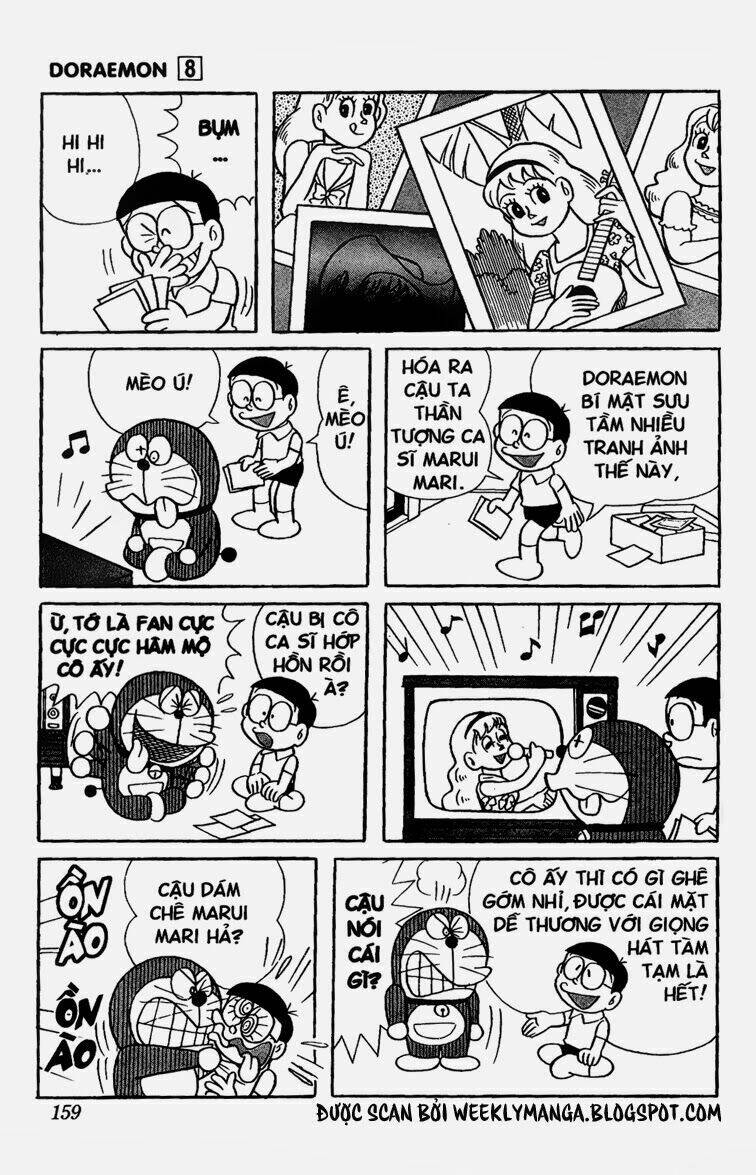 DORAEMON 8
BỤM
...
HI HI
HI,...
DORAEMON
BÍ MẬT SƯU
TẦM NHIỀU
TRANH ẢNH
THẾ NÀY,
HÓA RA
CẬU TA
THẦN
TƯỢNG CA
SĨ MARUI
MARI.
Ê,
MÈO
Ú!
MÈO Ú!
CẬU BỊ CÔ
CA SĨ HỚP
HỒN RỒI
À?
Ừ, TỚ LÀ FAN CỰC
CỰC CỰC HÂM MỘ
CÔ ẤY!
CÔ ẤY THÌ CÓ GÌ GHÊ
GỚM NHỈ, ĐƯỢC CÁI MẶT
DỄ THƯƠNG VỚI GIỌNG
HÁT TÀM
TẠM LÀ
HẾT!
CẬU
NÓI
CÁI
GÌ?
CẬU DÁM
CHÊ MARUI
MARI HẢ?
ỒN
ÀO
ỒN
ÀO
159
ĐƯỢC SCAN BỞI WEEKLYMANGA.BLOGSPOT.COM